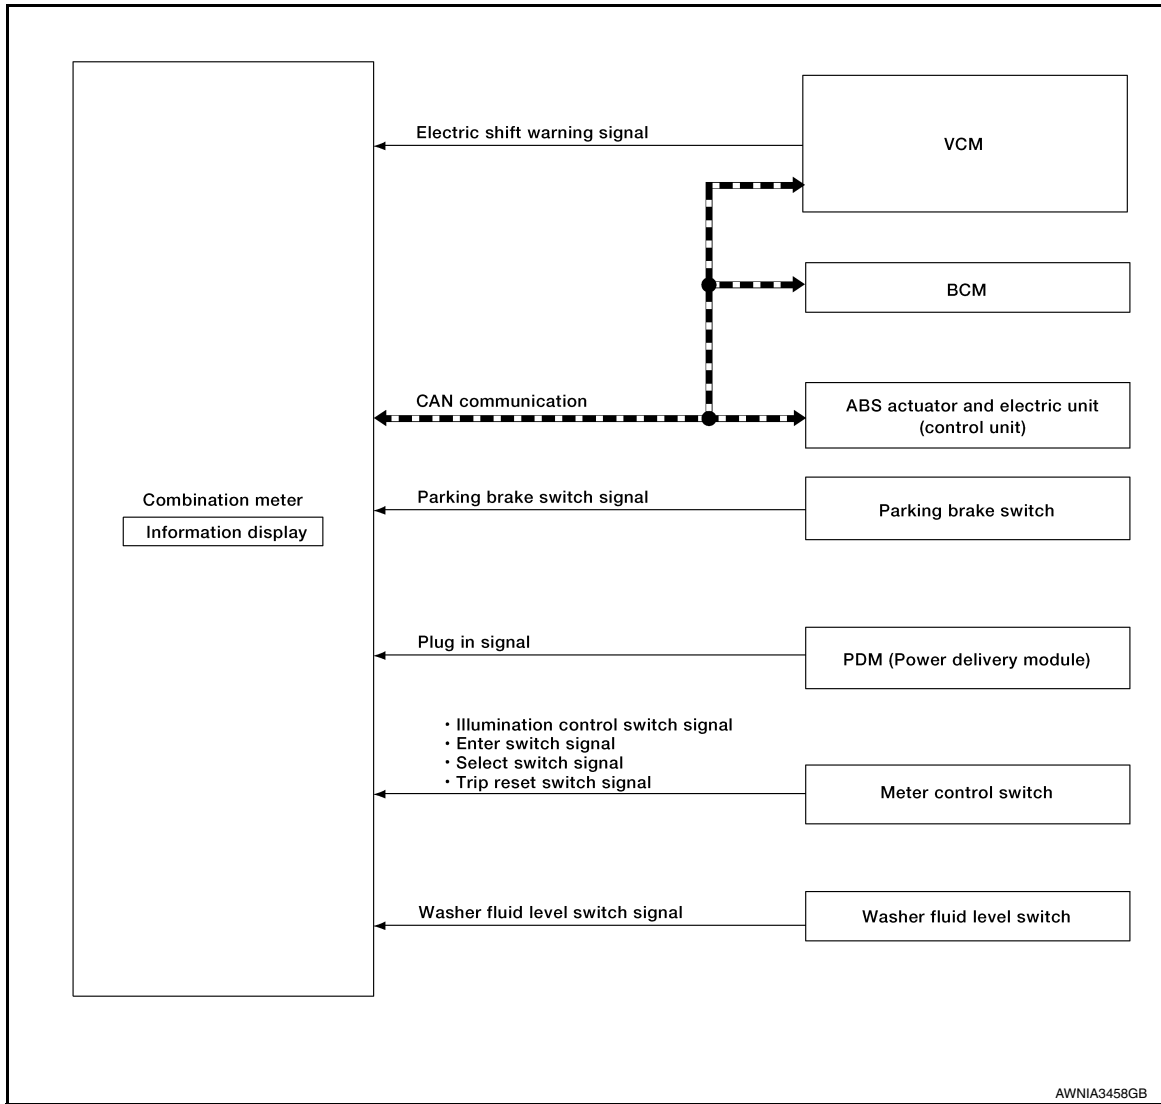 Electric shift warning signal
VCM
BCM
CAN communication
ABS actuator and electric unit
(control unit)
Combination meter
Information display
Parking brake switch signal
Parking brake switch
Plug in signal
PDM (Power delivery module)
· Illumination control switch signal
· Enter switch signal
· Select switch signal
· Trip reset switch signal
Meter control switch
Washer fluid level switch signal
Washer fluid level switch
AWNIA3458GB